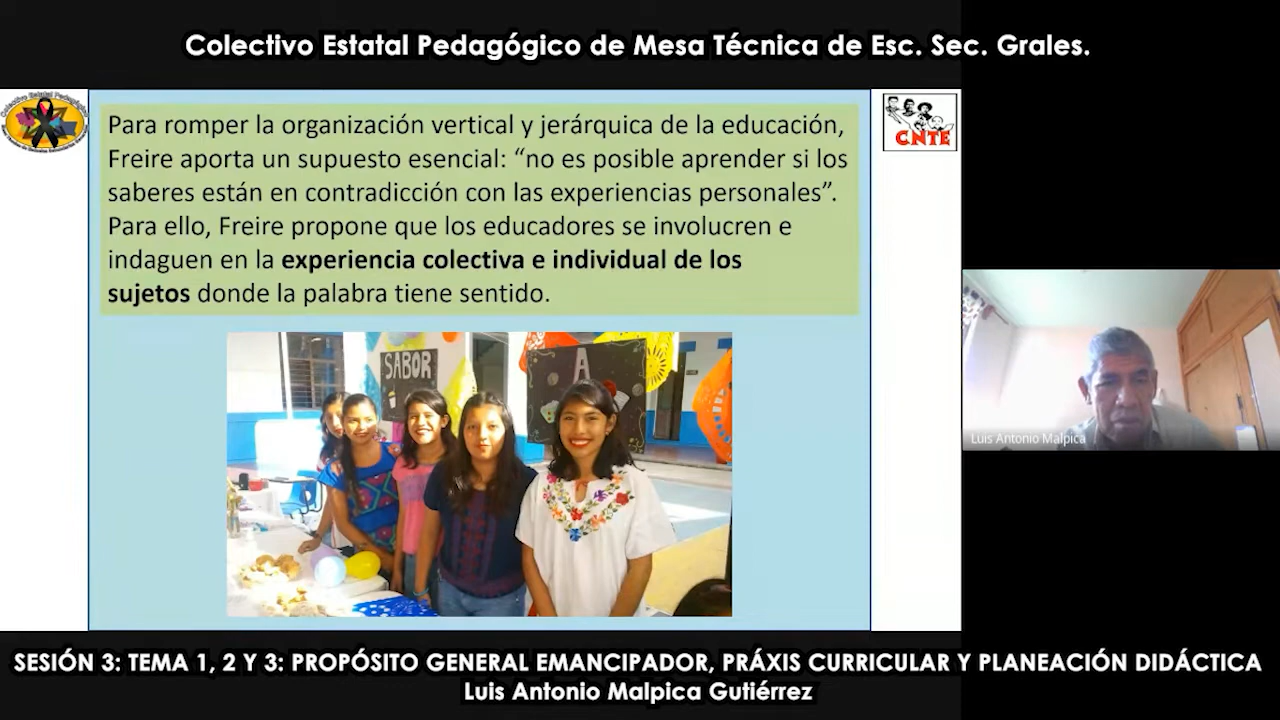 Colectivo Estatal Pedagógico de Mesa Técnica de Esc. Sec. Grales.
Para romper la organización vertical y jerárquica de la educación,
Freire aporta un supuesto esencial: “no es posible aprender si los
saberes están en contradicción con las experiencias personales”.
Para ello, Freire propone que los educadores se involucren e
indaguen en la experiencia colectiva e individual de los
sujetos donde la palabra tiene sentido.
CNTE
SABOR
A
Luis Antonio Malpica
SESIÓN 3: TEMA 1, 2 Y 3: PROPÓSITO GENERAL EMANCIPADOR, PRÁXIS CURRICULAR Y PLANEACIÓN DIDÁCTICA
Luis Antonio Malpica Gutiérrez